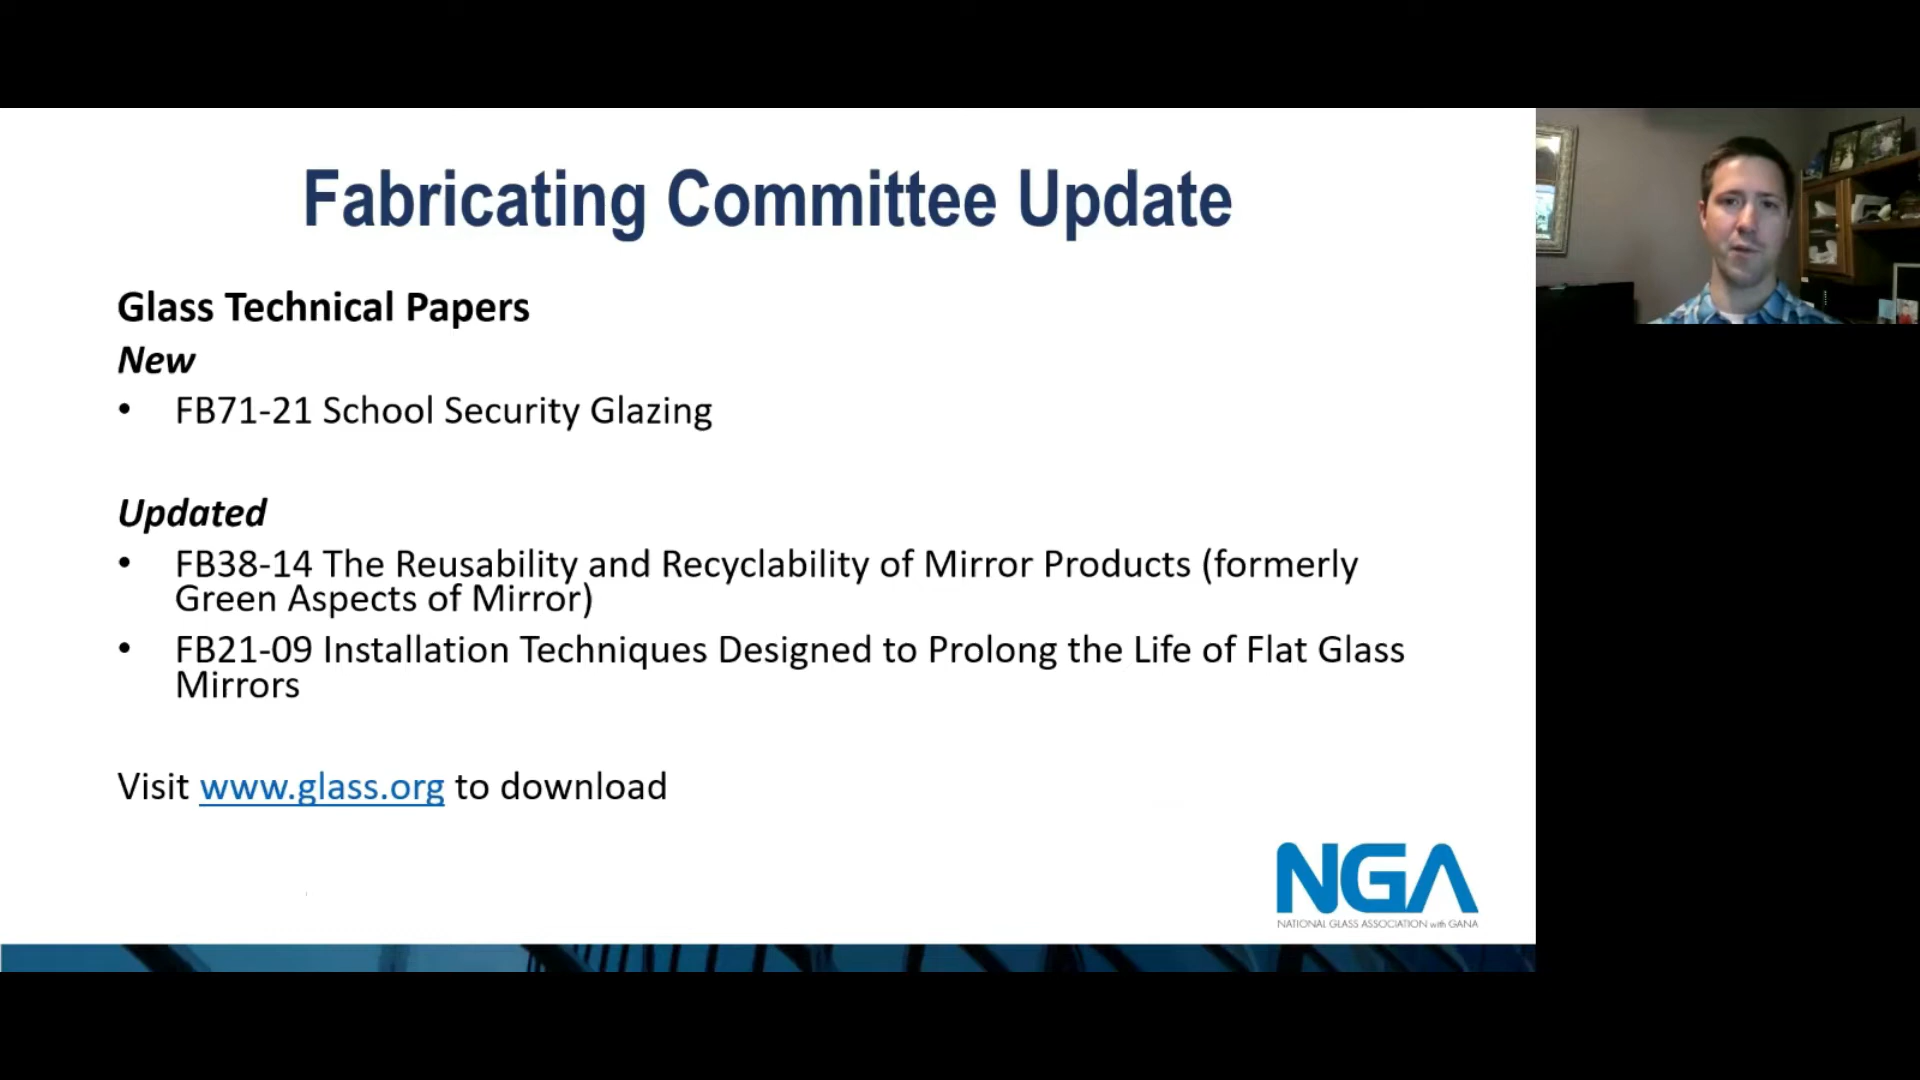 Fabricating Committee Update
Glass Technical Papers
New
• FB71-21 School Security Glazing
Updated
• FB38-14 The Reusability and Recyclability of Mirror Products (formerly
Green Aspects of Mirror)
• FB21-09 Installation Techniques Designed to Prolong the Life of Flat Glass
Mirrors
Visit www.glass.org to download
NGA
NATIONAL GLASS ASSOCIATION with GANA